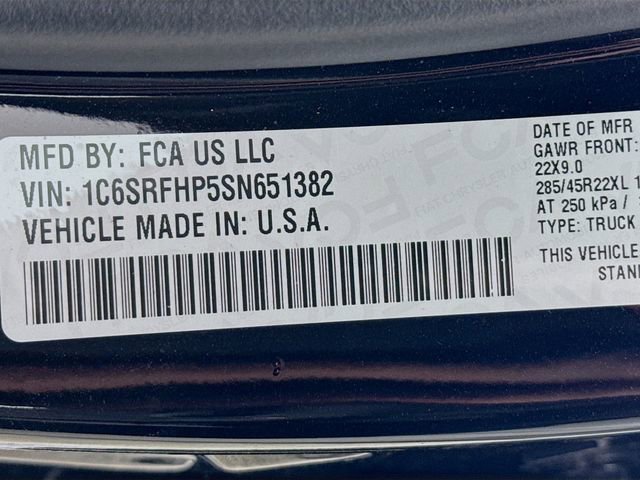 MFD BY: FCA US LLC
VIN: 1C6SRFHP5SN651382
VEHICLE MADE IN: U.S.A.
DATE OF MFR
GAWR FRONT:
22X9.0
285/45R22XL
AT 250 kPa /
TYPE: TRUCK
THIS VEHICLE